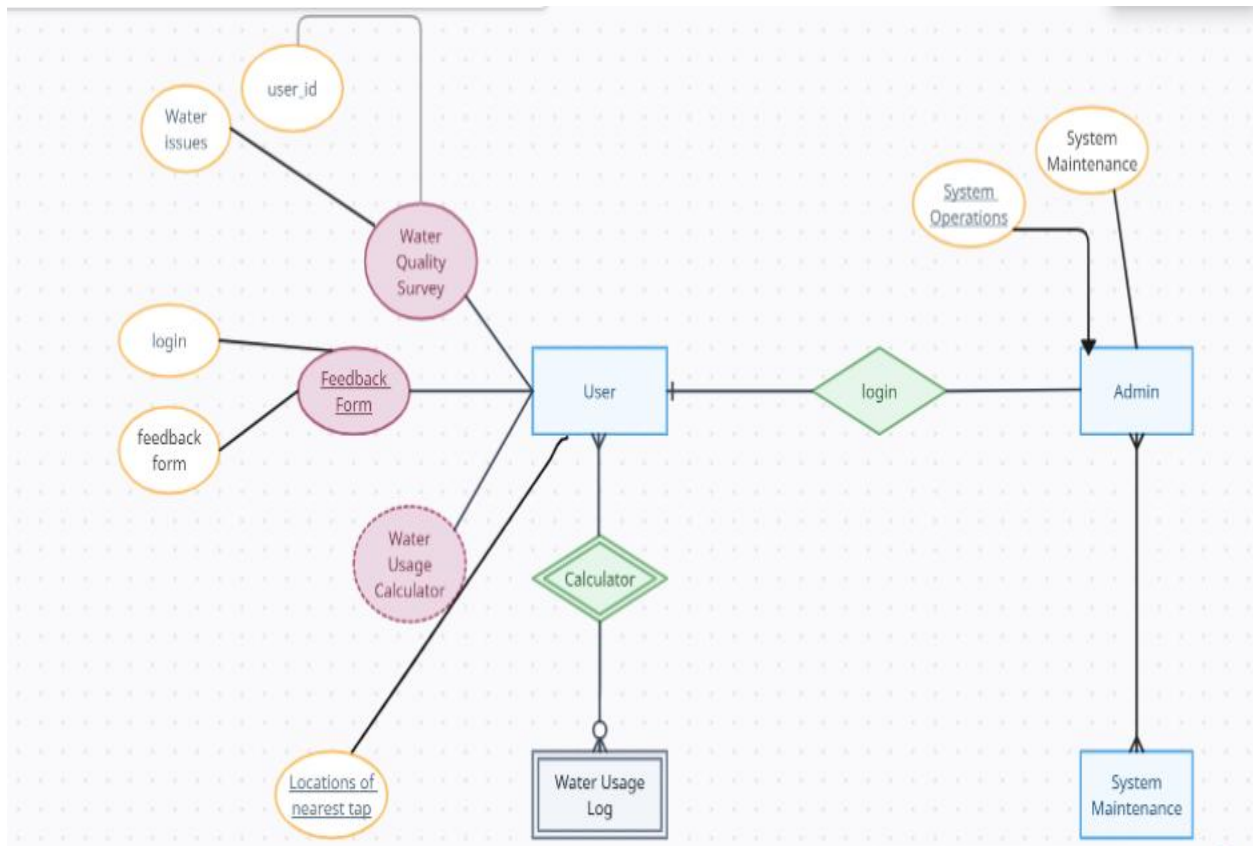 user_id
Water
issues
System
Maintenance
System
Operations
Water
Quality
Survey
login
Feedback
Form
User
login
Admin
feedback
form
Water
Usage
Calculator
Calculator
Locations of
nearest tap
Water Usage
Log
System
Maintenance